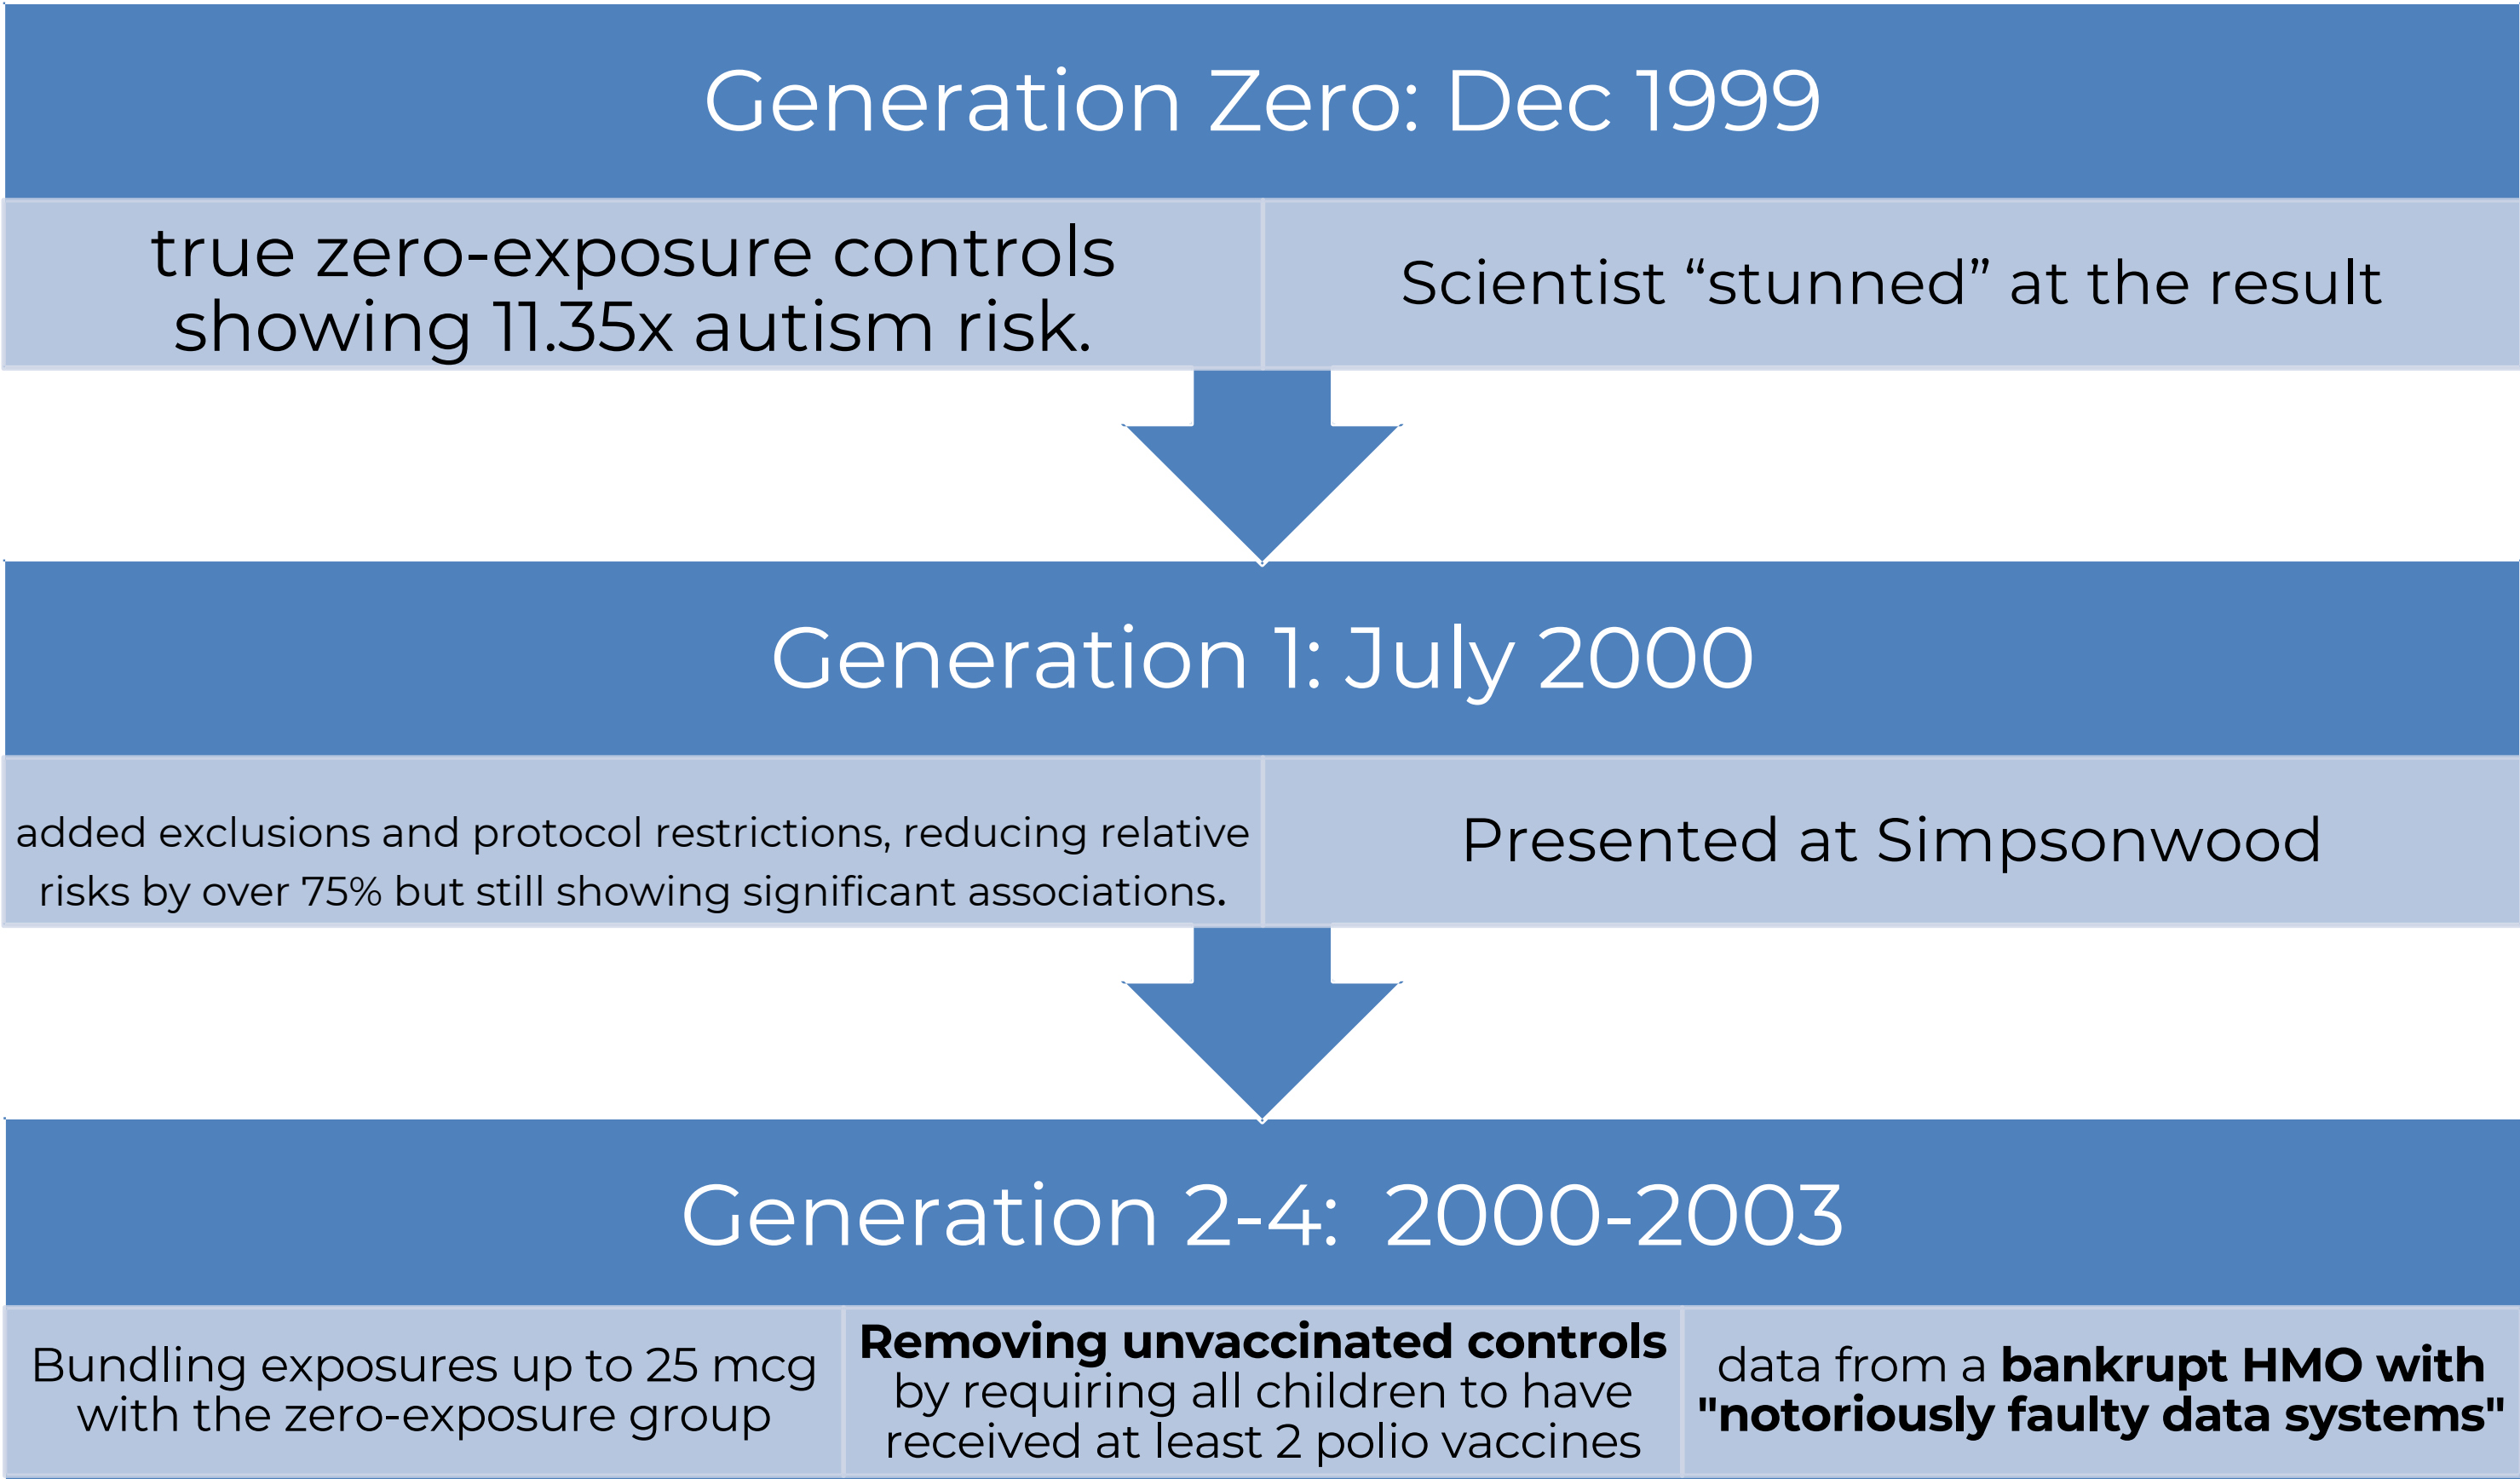 Generation Zero: Dec 1999
true zero-exposure controls
showing 11.35x autism risk.
Scientist “stunned” at the result
Generation 1: July 2000
added exclusions and protocol restrictions, reducing relative
risks by over 75% but still showing significant associations.
Presented at Simpsonwood
Generation 2-4: 2000-2003
Bundling exposures up to 25 mcg
with the zero-exposure group
Removing unvaccinated controls
by requiring all children to have
received at least 2 polio vaccines
data from a bankrupt HMO with
"notoriously faulty data systems"